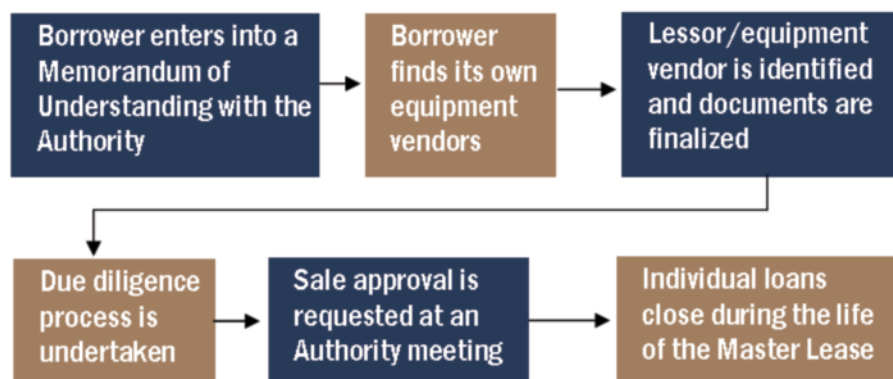 Borrower enters into a
Memorandum of
Understanding with the
Authority
Borrower
finds its own
equipment
vendors
Lessor/equipment
vendor is identified
and documents are
finalized
Due diligence
process is
undertaken
Sale approval is
requested at an
Authority meeting
Individual loans
close during the life
of the Master Lease